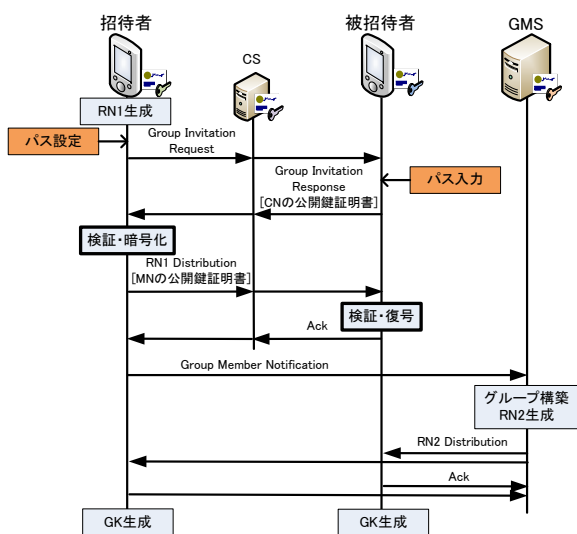 招待者
CS
被招待者
GMS
RN1生成
パス設定
Group Invitation
Request
Group Invitation
Response
[CNの公開鍵証明書]
パス入力
検証・暗号化
RN1 Distribution
[MNの公開鍵証明書]
検証・復号
Ack
Group Member Notification
グループ構築
RN2生成
RN2 Distribution
Ack
GK生成
GK生成